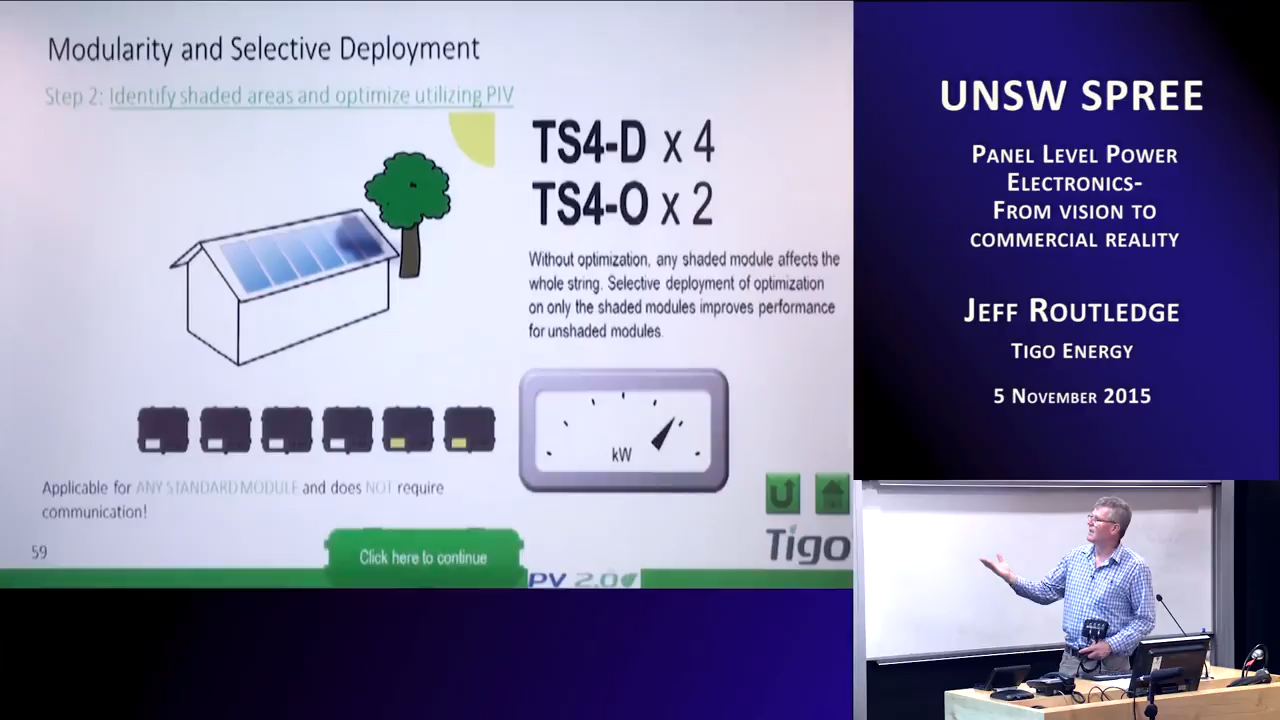 Modularity and Selective Deployment
Step 2: Identify shaded areas and optimize utilizing PIV
TS4-D x 4
TS4-O x 2
Without optimization, any shaded module affects the
whole string. Selective deployment of optimization
on only the shaded modules improves performance
for unshaded modules.
kW
Applicable for ANY STANDARD MODULE and does NOT require
communication!
59
Click here to continue
Tigo
PV 2.0
UNSW SPREE
PANEL LEVEL POWER
ELECTRONICS-
FROM VISION TO
COMMERCIAL REALITY
JEFF ROUTLEDGE
TIGO ENERGY
5 NOVEMBER 2015